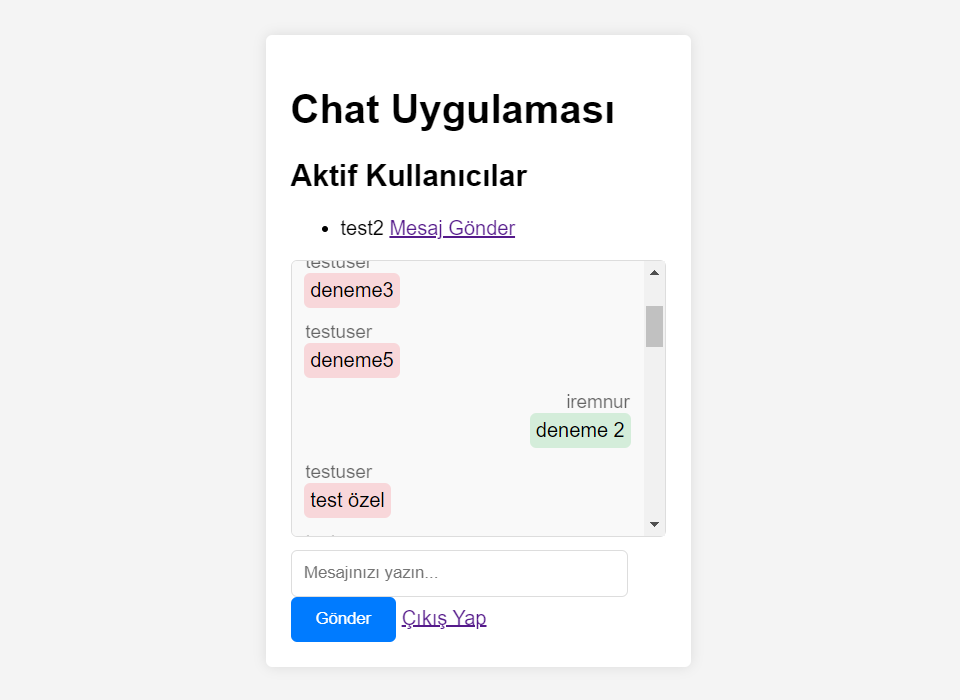 Chat Uygulaması
Aktif Kullanıcılar
test2 Mesaj Gönder
testuser
deneme3
testuser
deneme5
iremnur
deneme 2
testuser
test özel
Mesajınızı yazın...
Gönder Çıkış Yap